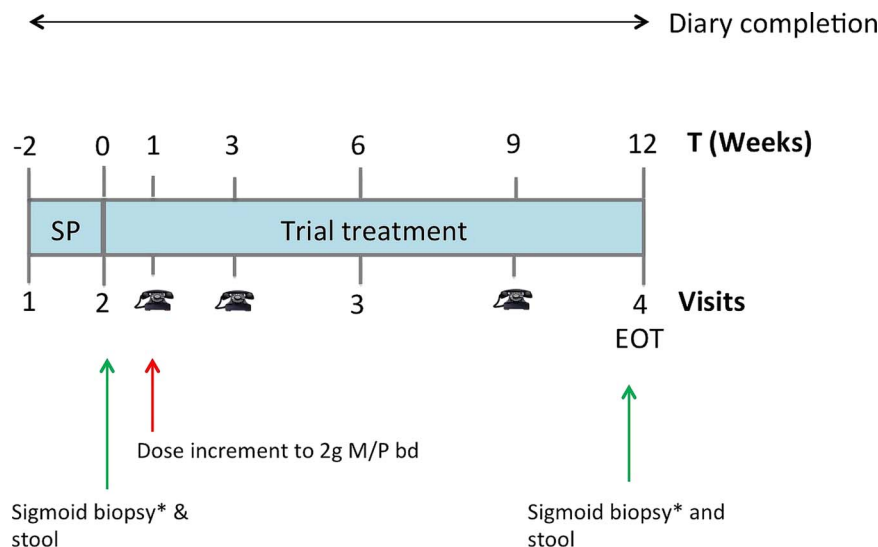 Diary completion
-2 0 1 3 6 9 12 T (Weeks)
SP Trial treatment
1 2 3 4 Visits
EOT
Dose increment to 2g M/P bd
Sigmoid biopsy* &
stool
Sigmoid biopsy* and
stool